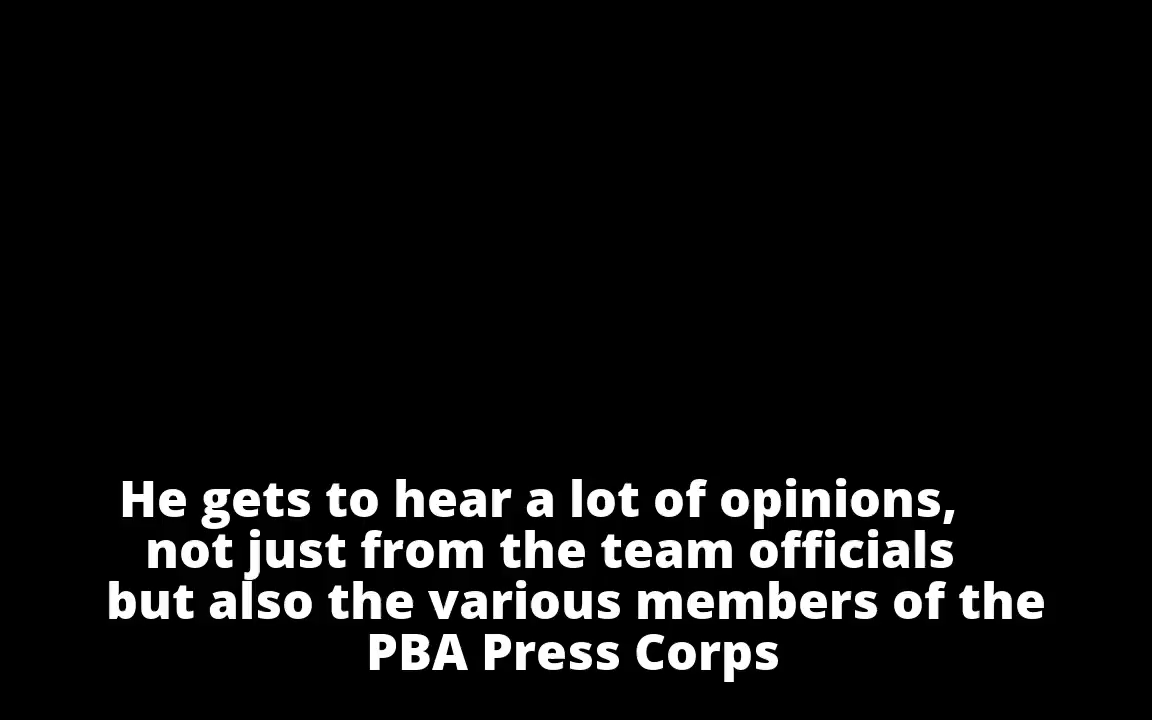 He gets to hear a lot of opinions,
not just from the team officials
but also the various members of the
PBA Press Corps